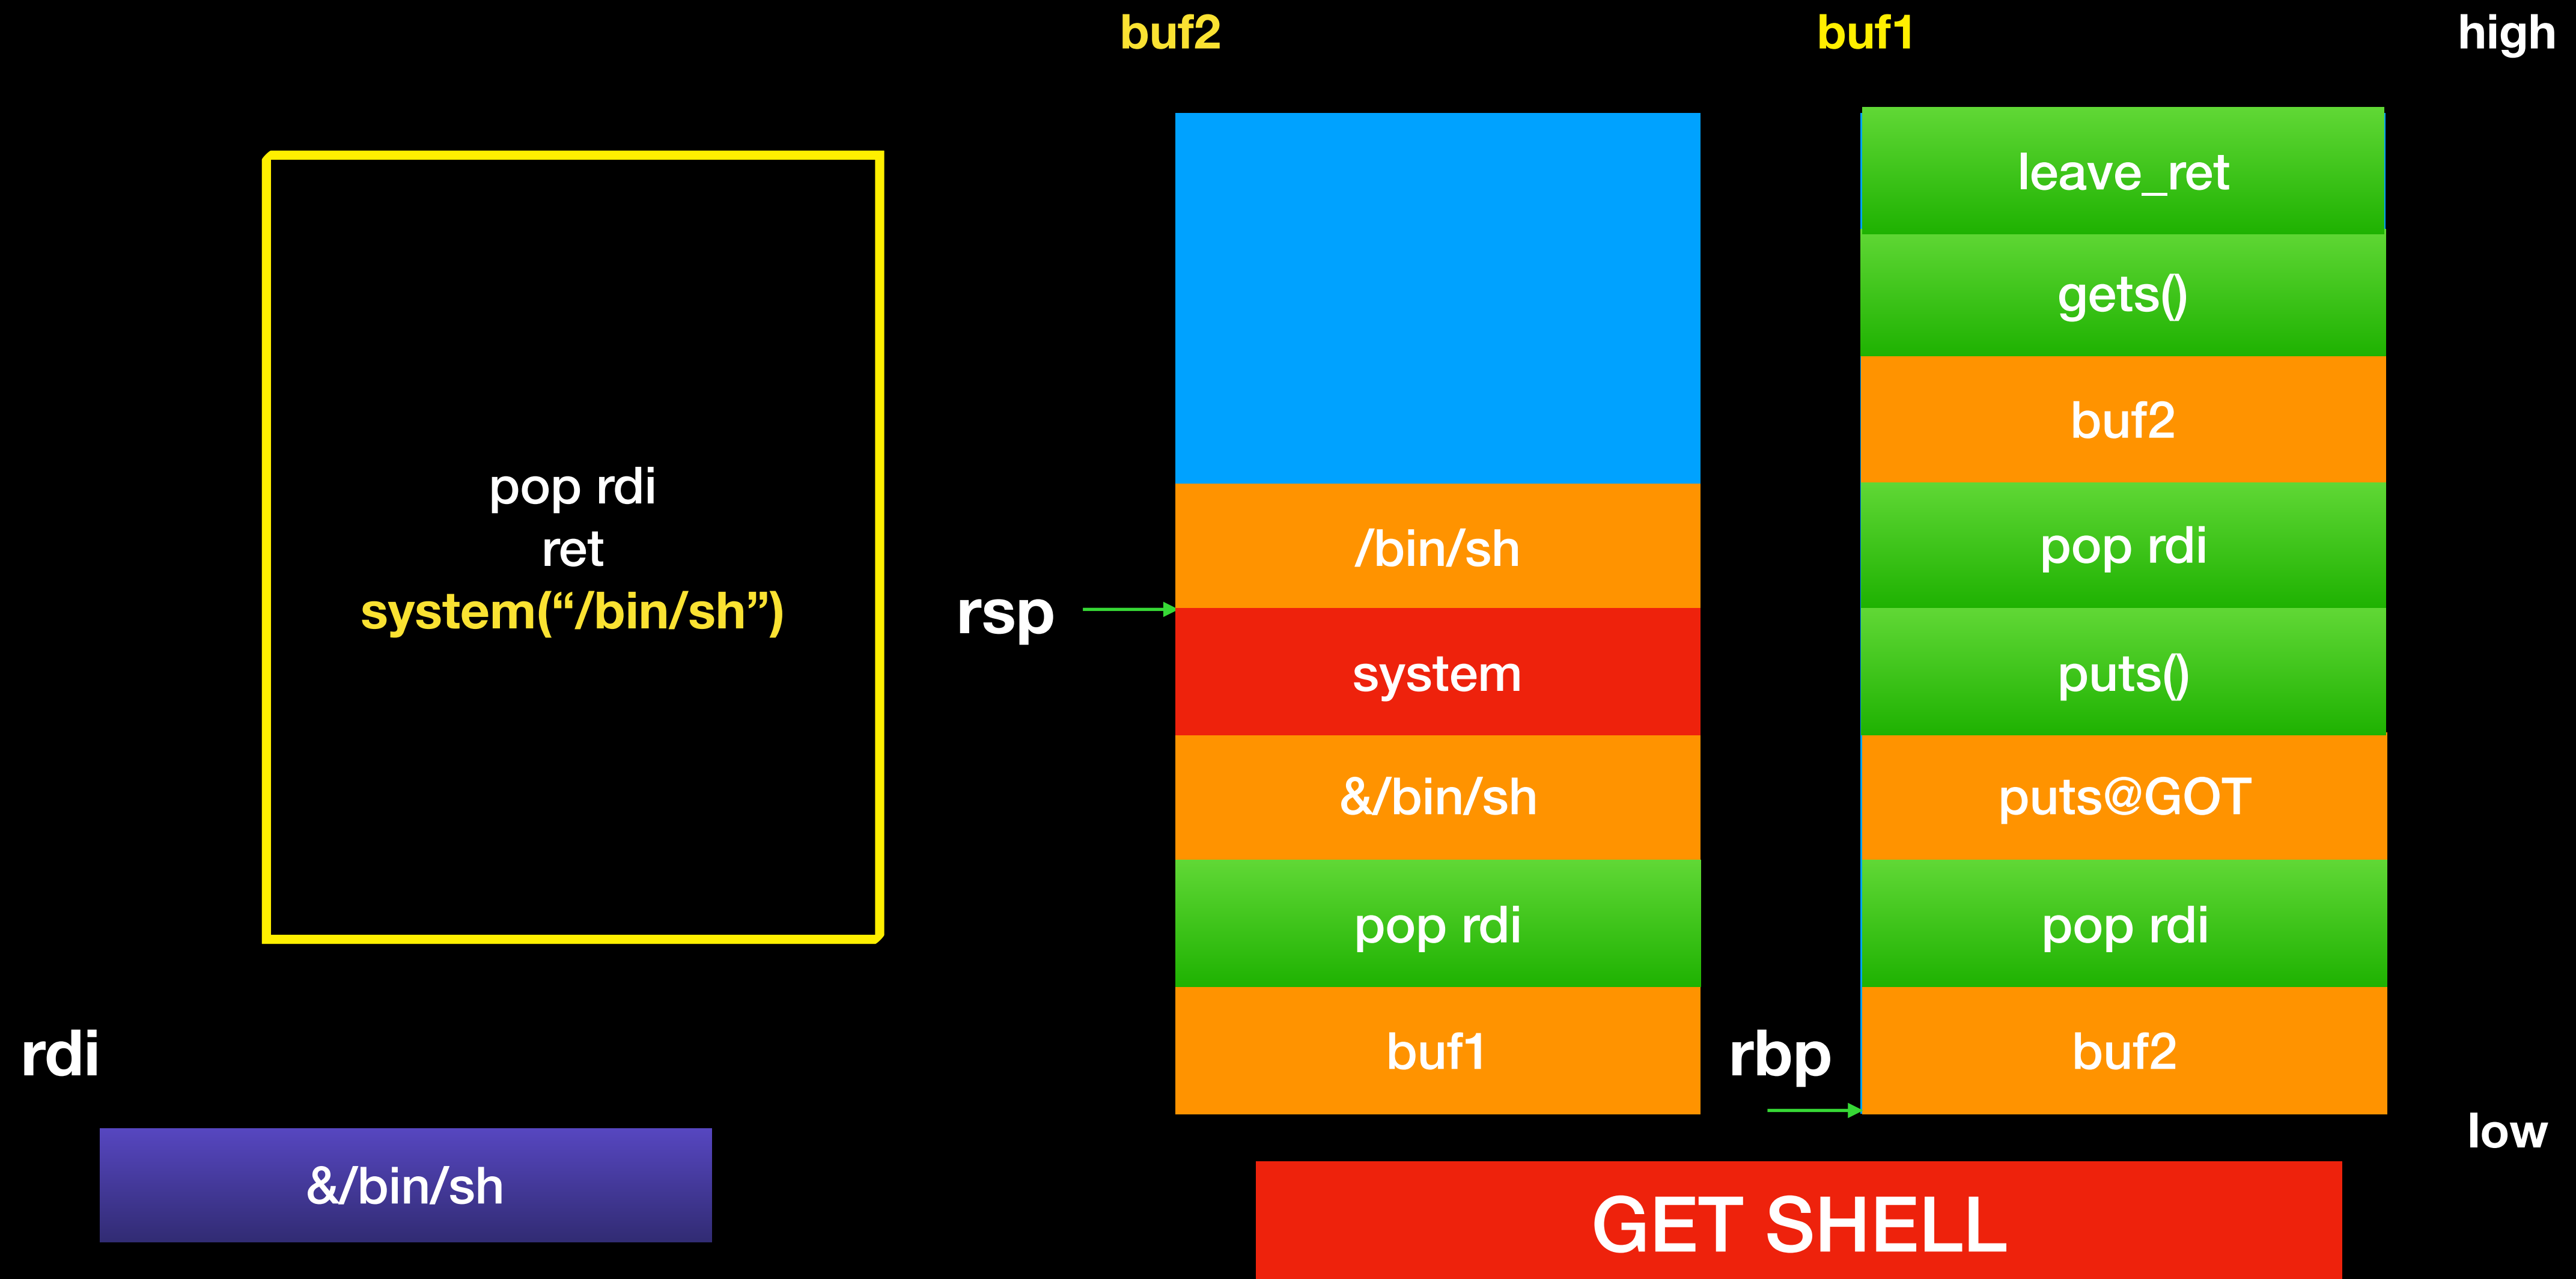 buf2
buf1
high
pop rdi
ret
system(“/bin/sh”)
rdi
&/bin/sh
rsp
/bin/sh
system
&/bin/sh
pop rdi
buf1
rbp
leave_ret
gets()
buf2
pop rdi
puts()
puts@GOT
pop rdi
buf2
low
GET SHELL